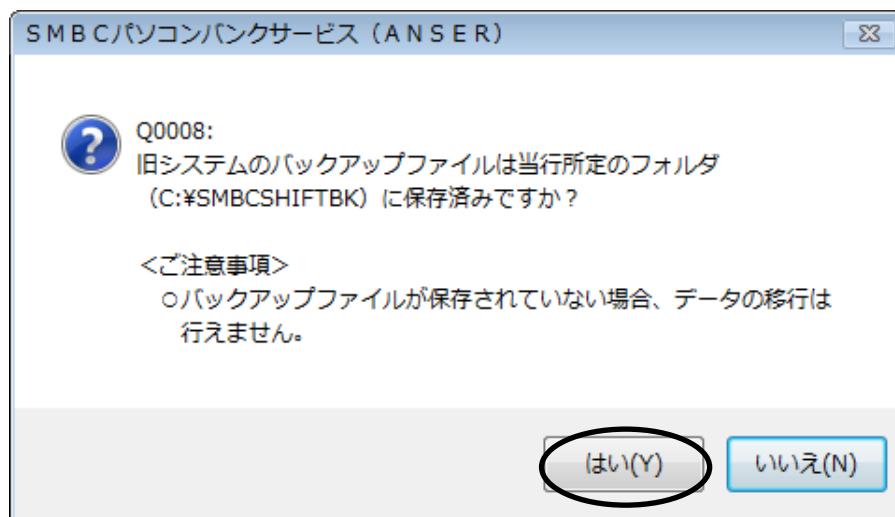 ＳＭＢＣパソコンバンクサービス（ＡＮＳＥＲ）
Q0008:
旧システムのバックアップファイルは当行所定のフォルダ
（C:¥SMBCSHIFTBK）に保存済みですか？
＜ご注意事項＞
○バックアップファイルが保存されていない場合、データの移行は
行えません。
はい(Y)
いいえ(N)